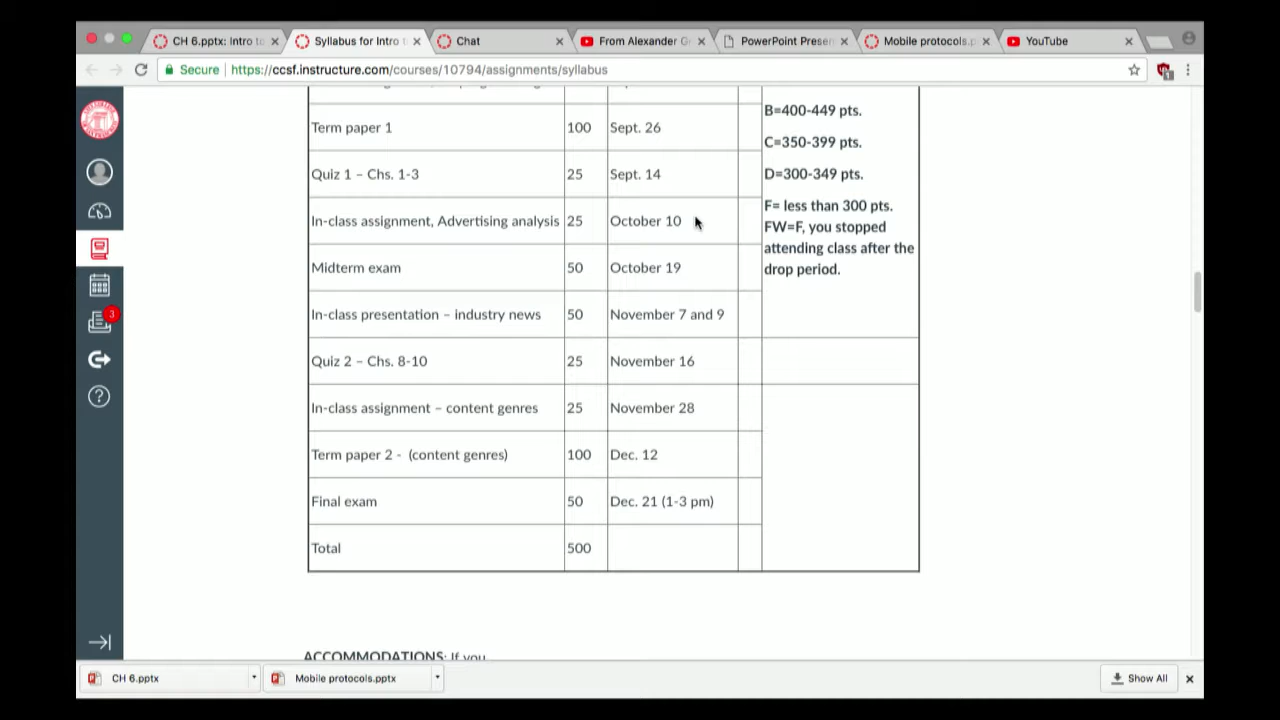 CH 6.pptx: Intro to
Syllabus for Intro t
Chat
From Alexander Gr
PowerPoint Presen
Mobile protocols.p
YouTube
Secure
https://ccsf.instructure.com/courses/10794/assignments/syllabus
1
3
B=400-449 pts.
Term paper 1 100 Sept. 26
C=350-399 pts.
Quiz 1 – Chs. 1-3 25 Sept. 14
D=300-349 pts.
F= less than 300 pts.
In-class assignment, Advertising analysis 25 October 10
FW=F, you stopped
attending class after the
drop period.
Midterm exam 50 October 19
In-class presentation – industry news 50 November 7 and 9
Quiz 2 – Chs. 8-10 25 November 16
In-class assignment – content genres 25 November 28
Term paper 2 - (content genres) 100 Dec. 12
Final exam 50 Dec. 21 (1-3 pm)
Total 500
ACCOMMODATIONS: If you
CH 6.pptx
Mobile protocols.pptx
Show All